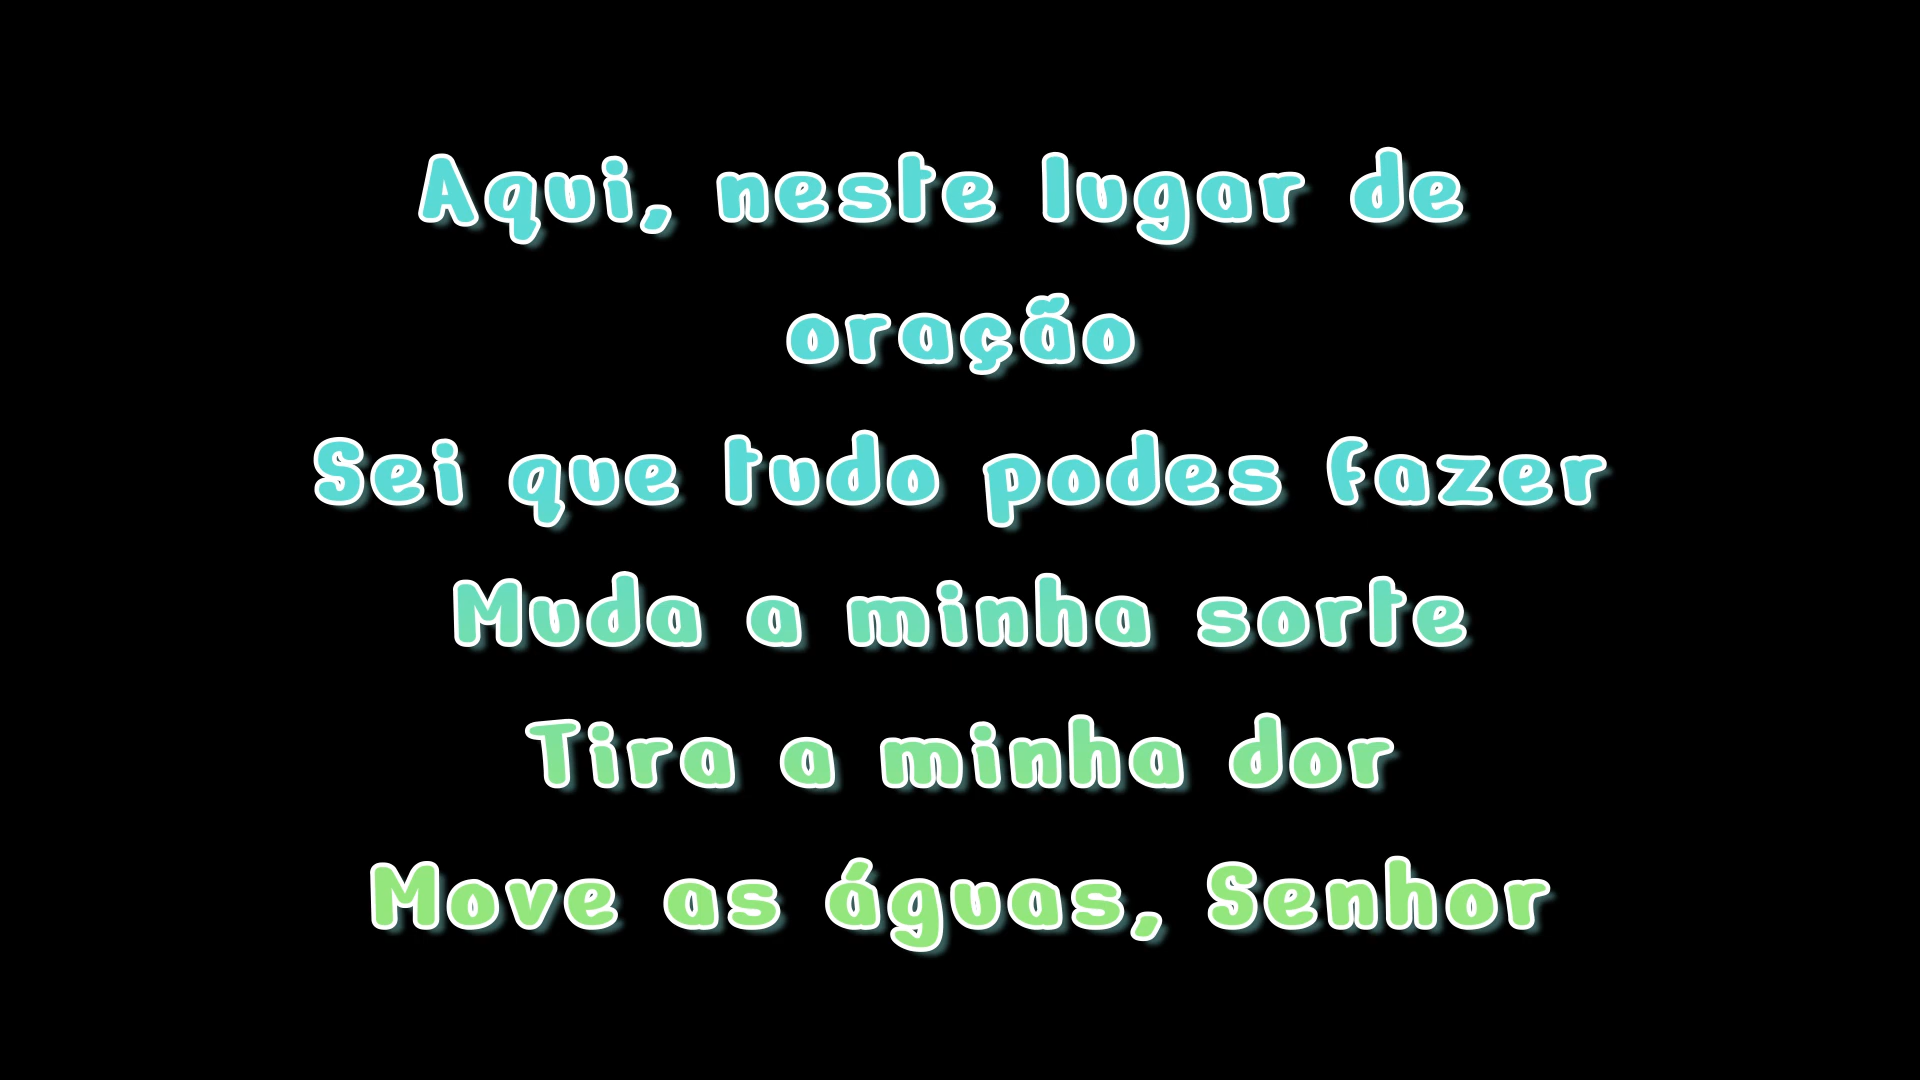 Aqui, neste lugar de
oração
Sei que tudo podes fazer
Muda a minha sorte
Tira a minha dor
Move as águas, Senhor